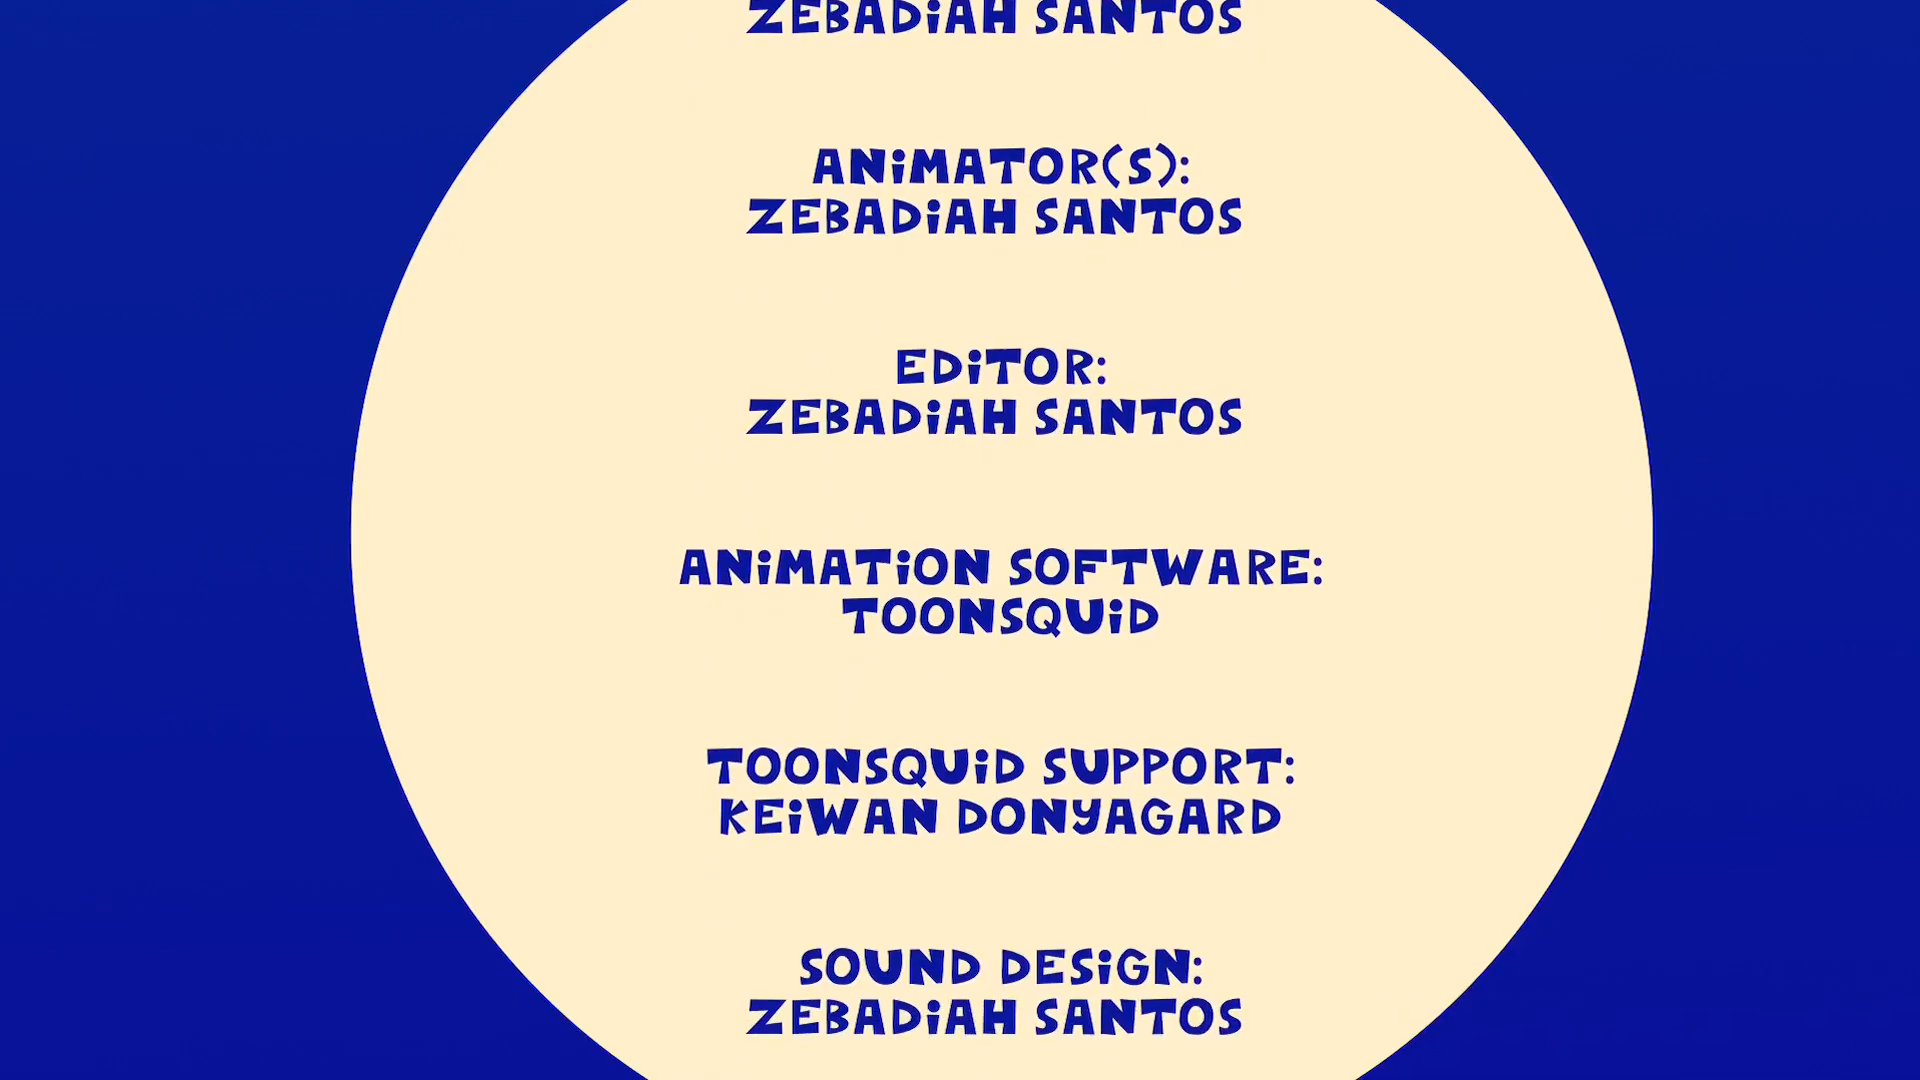 ZEBADiAH SANTOS
ANiMATOR(S):
ZEBADiAH SANTOS
EDiTOR:
ZEBADiAH SANTOS
ANiMATiON SOFTWARE:
TOONSQUiD
TOONSQUiD SUPPORT:
KEiWAN DONYAGARD
SOUND DESiGN:
ZEBADiAH SANTOS